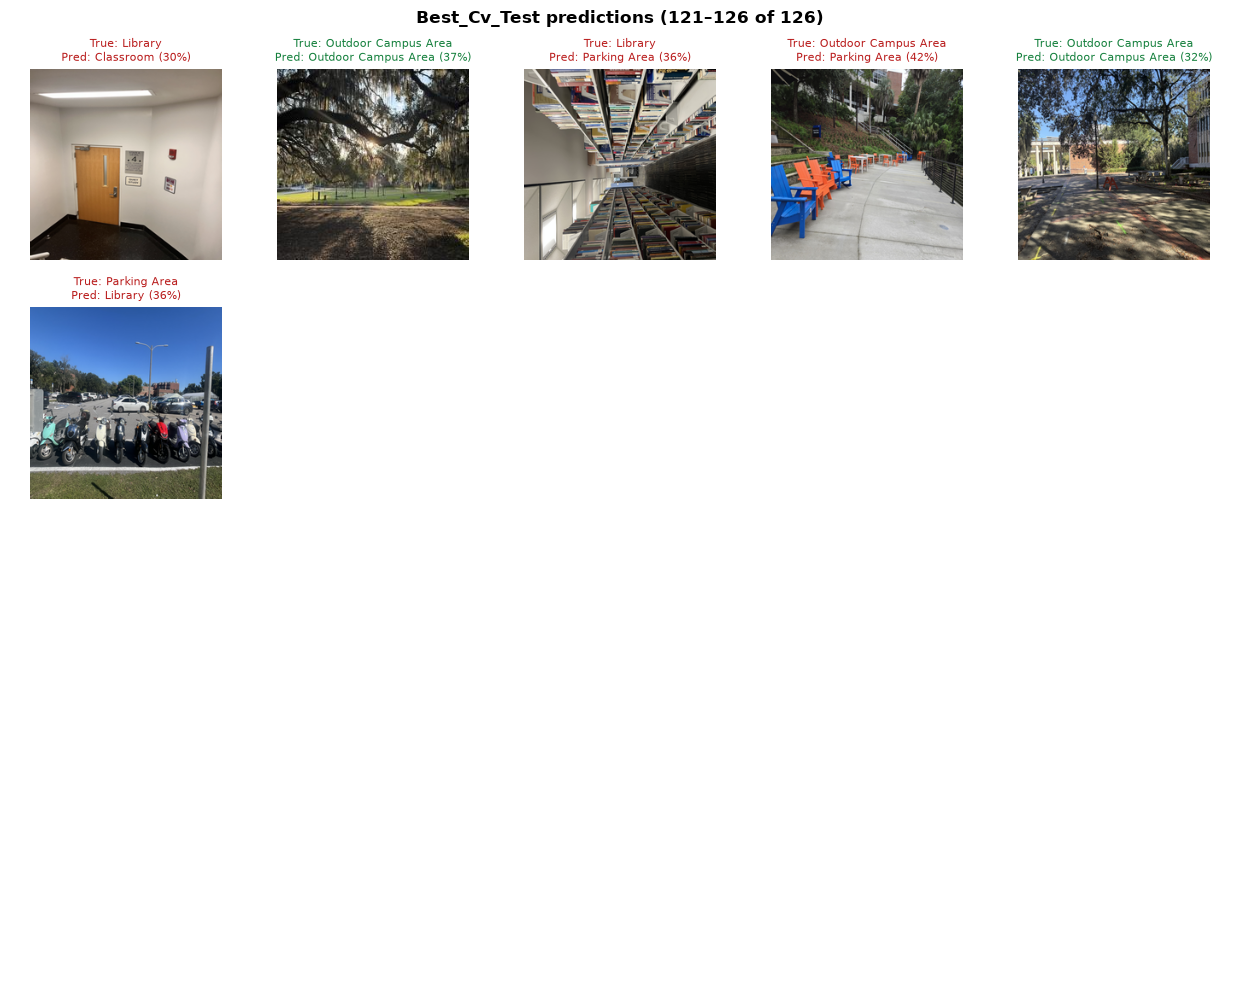 Best_Cv_Test predictions (121–126 of 126)
True: Library
Pred: Classroom (30%)
True: Outdoor Campus Area
Pred: Outdoor Campus Area (37%)
True: Library
Pred: Parking Area (36%)
True: Outdoor Campus Area
Pred: Parking Area (42%)
True: Outdoor Campus Area
Pred: Outdoor Campus Area (32%)
True: Parking Area
Pred: Library (36%)